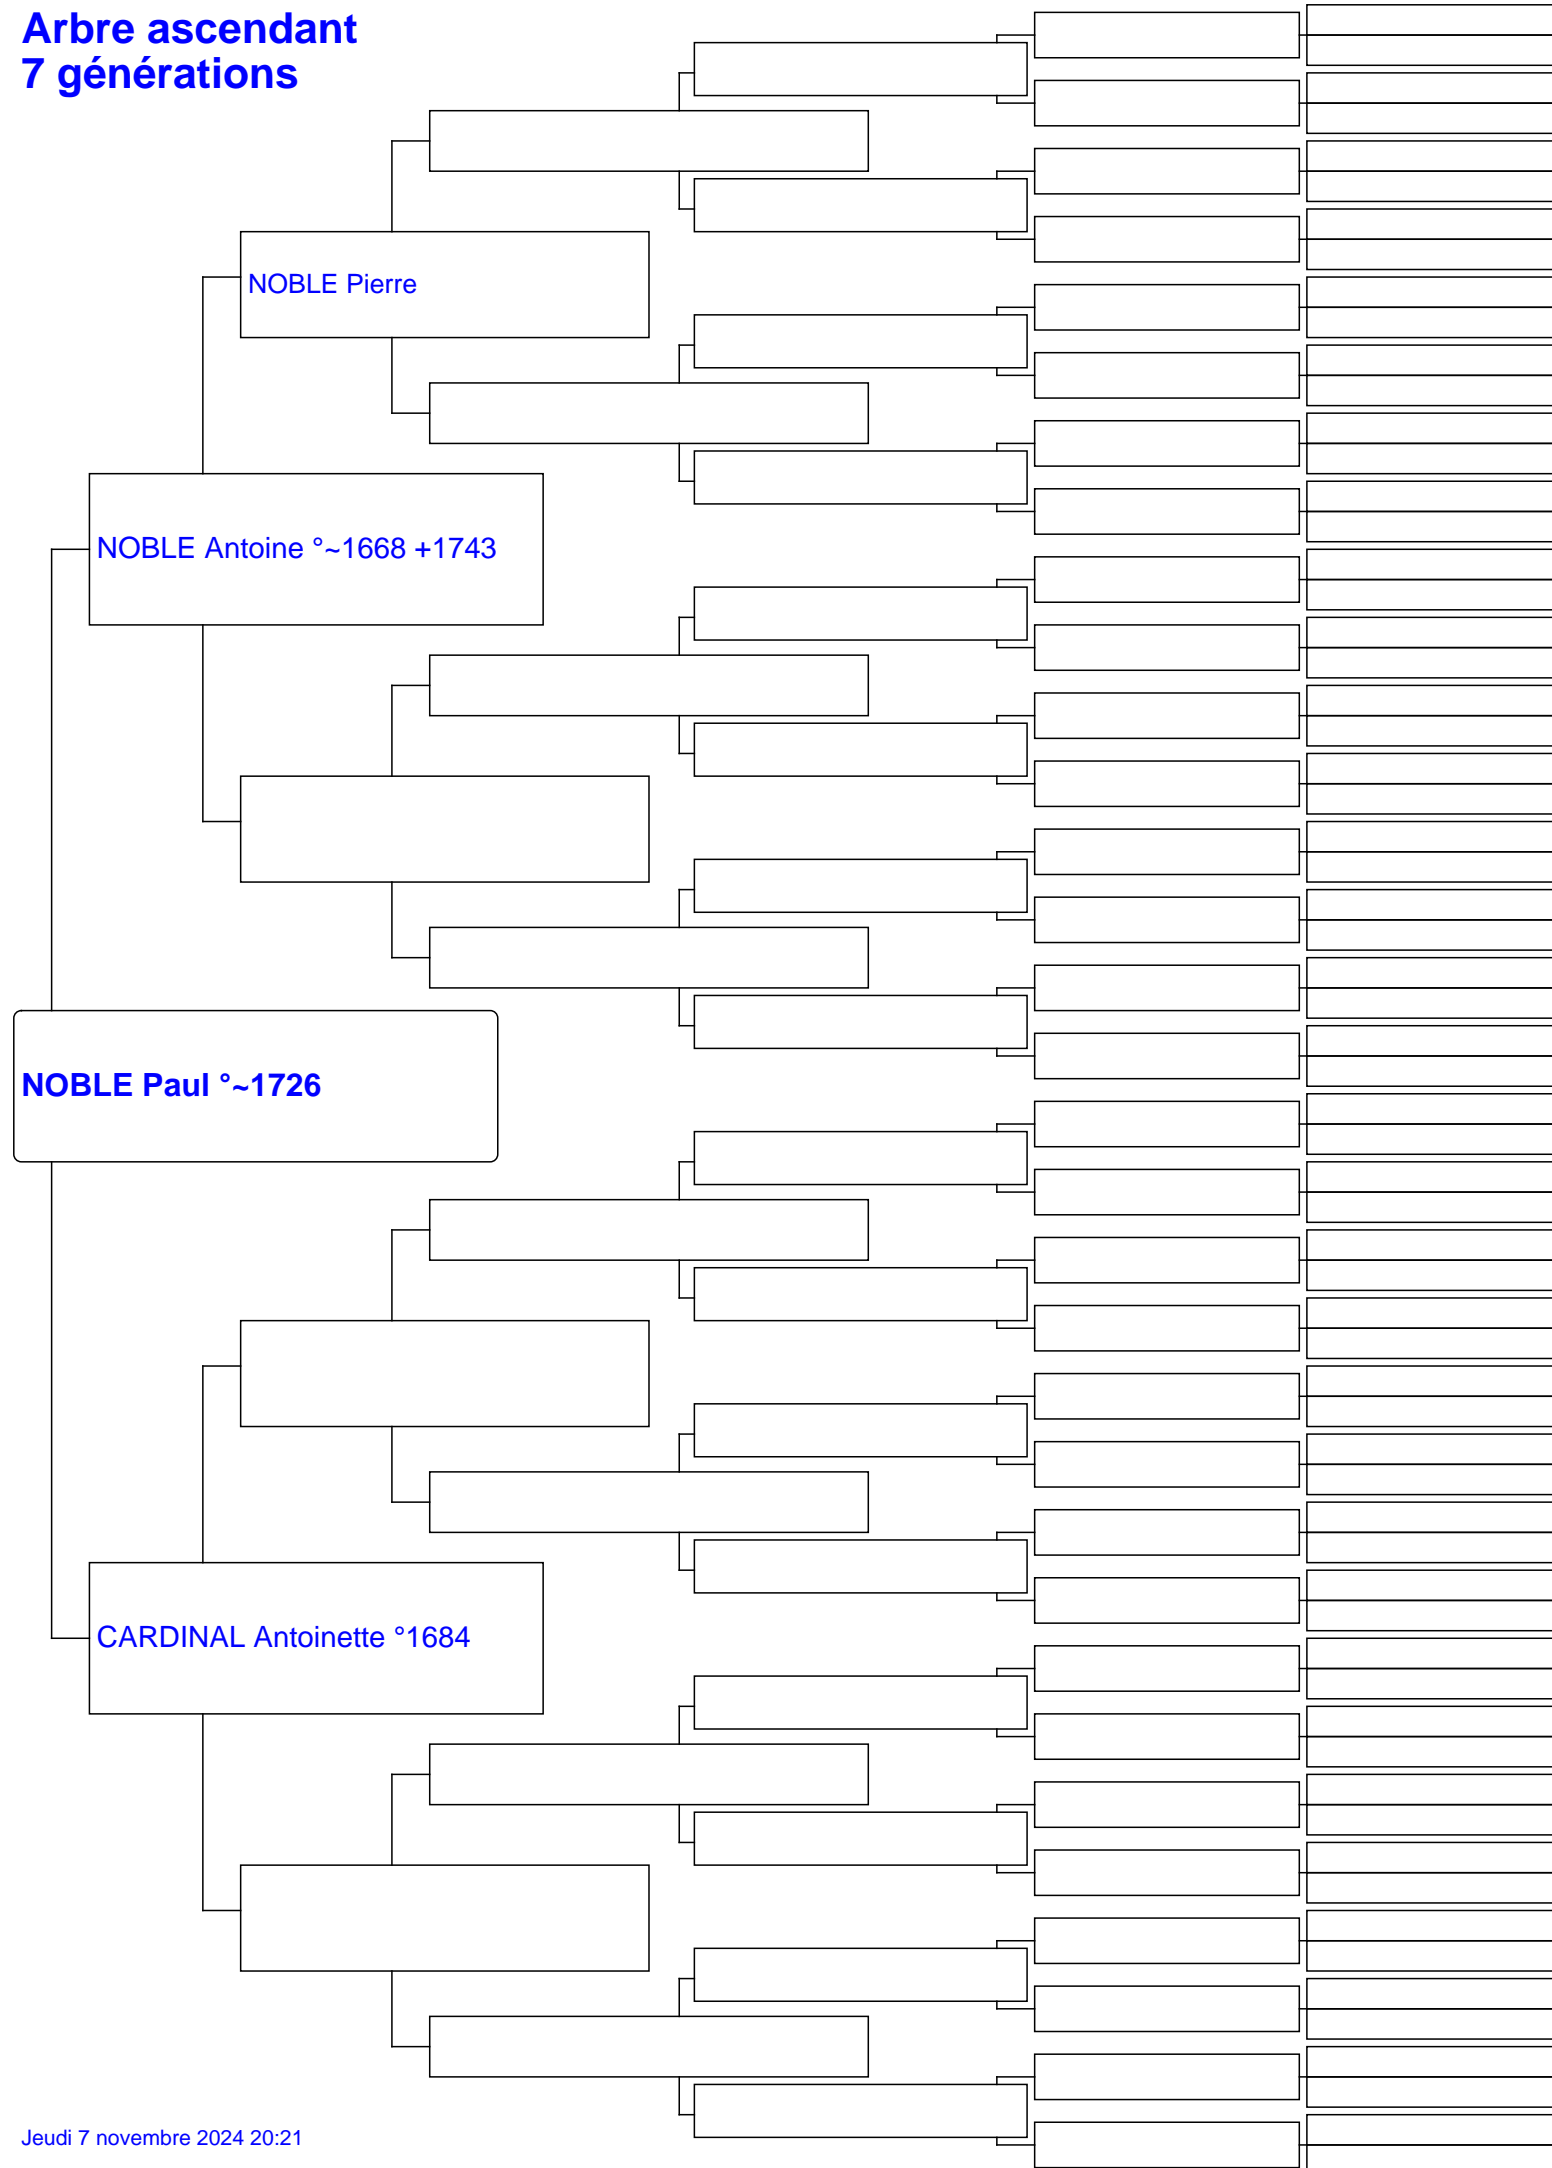 Arbre ascendant
7 générations
NOBLE Pierre
NOBLE Antoine °~1668 +1743
NOBLE Paul °~1726
CARDINAL Antoinette °1684
Jeudi 7 novembre 2024 20:21